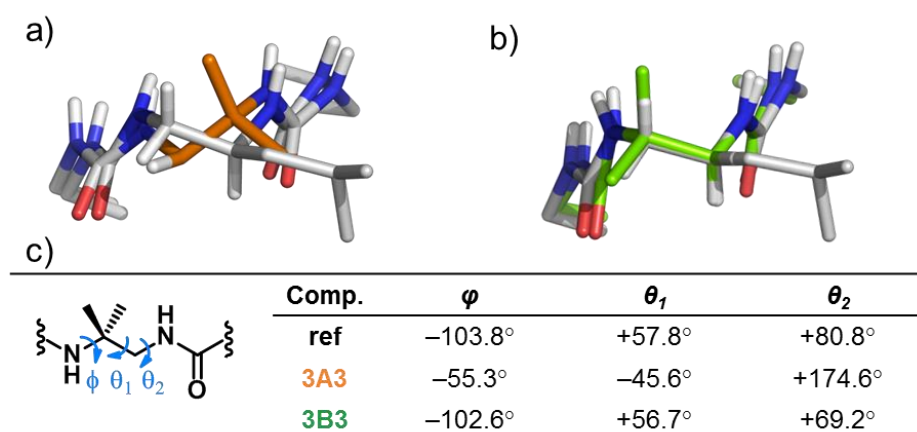 a)
b)
c)
Comp. φ θ1 θ2
ref –103.8° +57.8° +80.8°
3A3 –55.3° –45.6° +174.6°
3B3 –102.6° +56.7° +69.2°
H
N
N
H
O
ϕ θ1 θ2